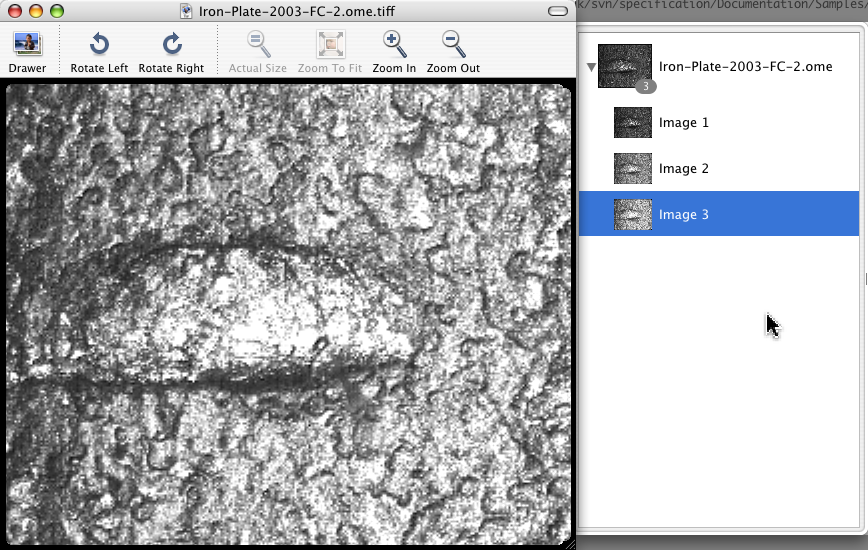 Iron-Plate-2003-FC-2.ome.tiff
k/svn/specification/Documentation/Samples/
Drawer
Rotate Left
Rotate Right
Actual Size
Zoom To Fit
Zoom In
Zoom Out
Iron-Plate-2003-FC-2.ome
3
Image 1
Image 2
Image 3